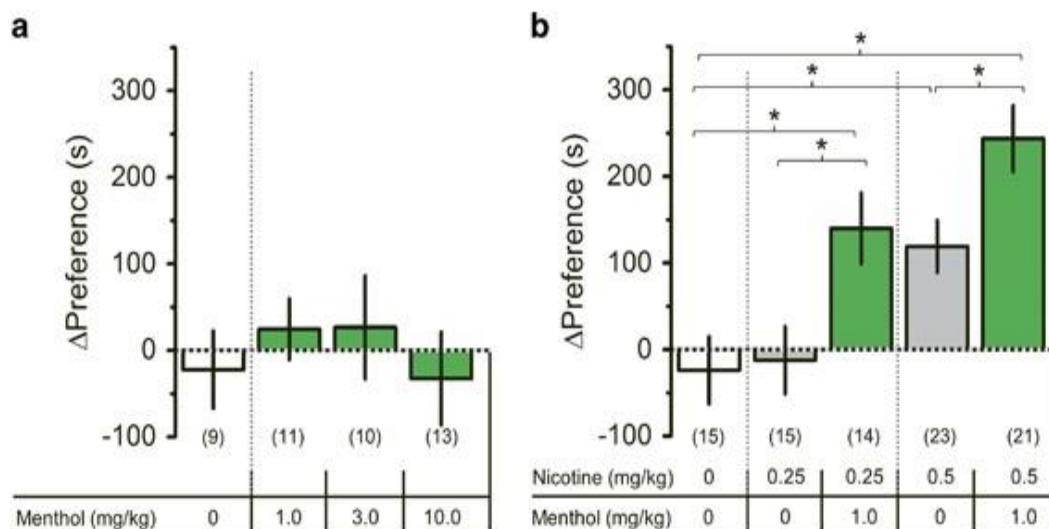 a
ΔPreference (s)
300
200
100
0
-100
(9) (11) (10) (13)
Menthol (mg/kg) 0 1.0 3.0 10.0
b
ΔPreference (s)
300
200
100
0
-100
*
* *
*
*
(15) (15) (14) (23) (21)
Nicotine (mg/kg) 0 0.25 0.25 0.5 0.5
Menthol (mg/kg) 0 0 1.0 0 1.0